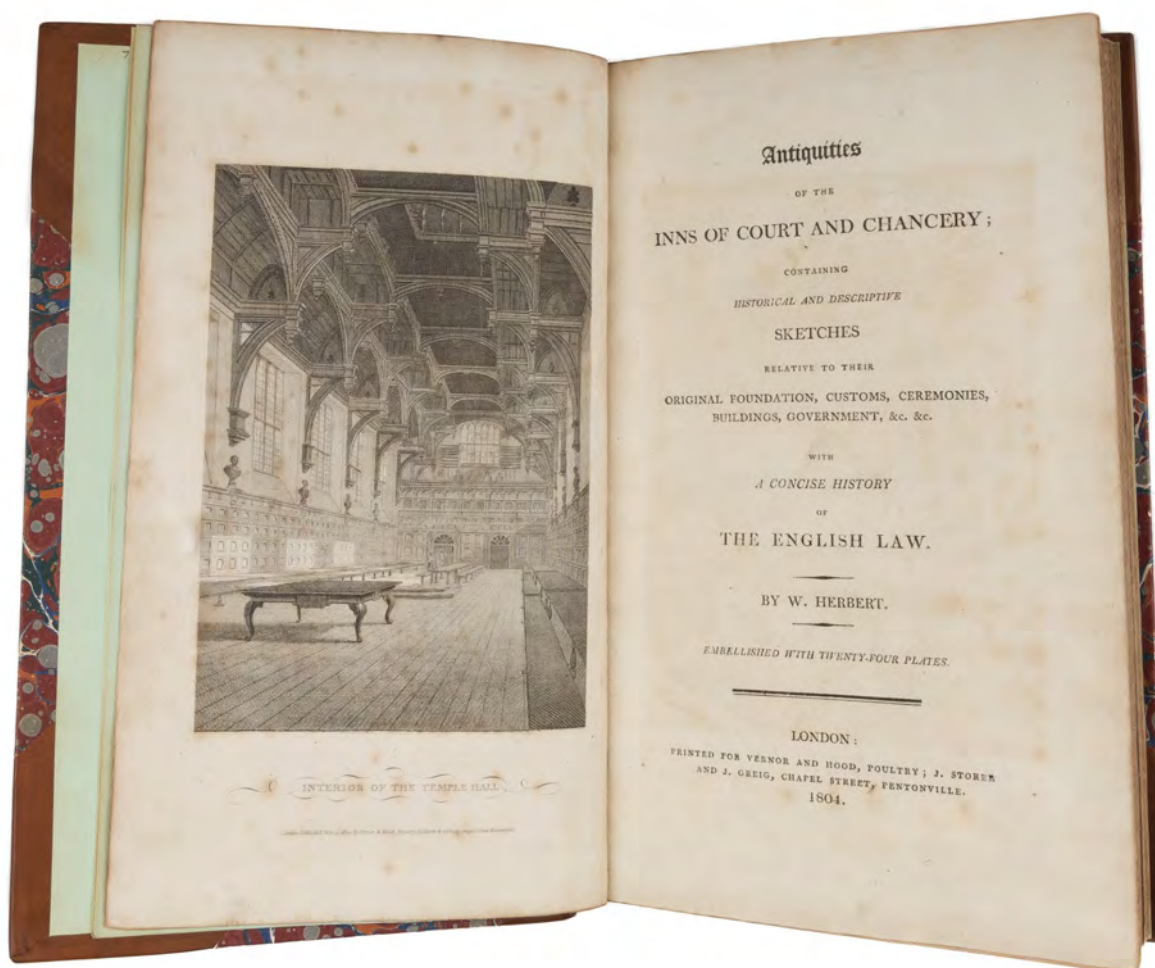 INTERIOR OF THE TEMPLE HALL
Antiquities
OF THE
INNS OF COURT AND CHANCERY;
CONTAINING
HISTORICAL AND DESCRIPTIVE
SKETCHES
RELATIVE TO THEIR
ORIGINAL FOUNDATION, CUSTOMS, CEREMONIES,
BUILDINGS, GOVERNMENT, &c. &c.
WITH
A CONCISE HISTORY
OF
THE ENGLISH LAW.
BY W. HERBERT.
EMBELLISHED WITH TWENTY-FOUR PLATES.
LONDON:
PRINTED FOR VERNOR AND HOOD, POULTRY; J. STORER
AND J. GREIG, CHAPEL STREET, PENTONVILLE.
1804.